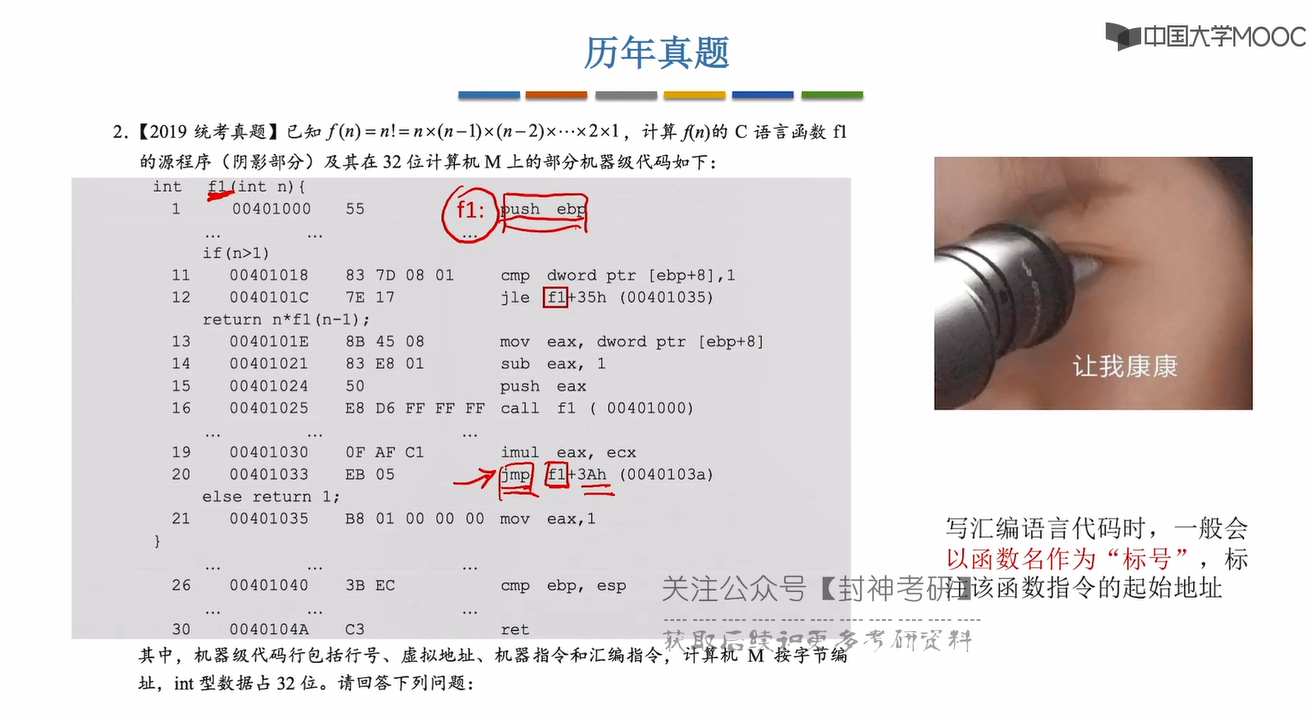 中国大学MOOC
历年真题
2.【2019 统考真题】已知 f(n)=n!=n×(n−1)×(n−2)×⋯×2×1，计算 f(n)的 C 语言函数 f1
的源程序（阴影部分）及其在 32 位计算机 M 上的部分机器级代码如下：
int f1(int n){
1 00401000 55 f1: push ebp
… … …
if(n>1)
11 00401018 83 7D 08 01 cmp dword ptr [ebp+8],1
12 0040101C 7E 17 jle f1+35h (00401035)
return n*f1(n-1);
13 0040101E 8B 45 08 mov eax, dword ptr [ebp+8]
14 00401021 83 E8 01 sub eax, 1
15 00401024 50 push eax
16 00401025 E8 D6 FF FF FF call f1 ( 00401000)
… … …
19 00401030 0F AF C1 imul eax, ecx
20 00401033 EB 05 jmp f1+3Ah (0040103a)
else return 1;
21 00401035 B8 01 00 00 00 mov eax,1
}
… … …
26 00401040 3B EC cmp ebp, esp
… … …
30 0040104A C3 ret
其中，机器级代码行包括行号、虚拟地址、机器指令和汇编指令，计算机 M 按字节编
址，int 型数据占 32 位。请回答下列问题：
让我康康
写汇编语言代码时，一般会
以函数名作为“标号”，标
注该函数指令的起始地址
关注公众号【封神考研】
获取后续和更多考研资料